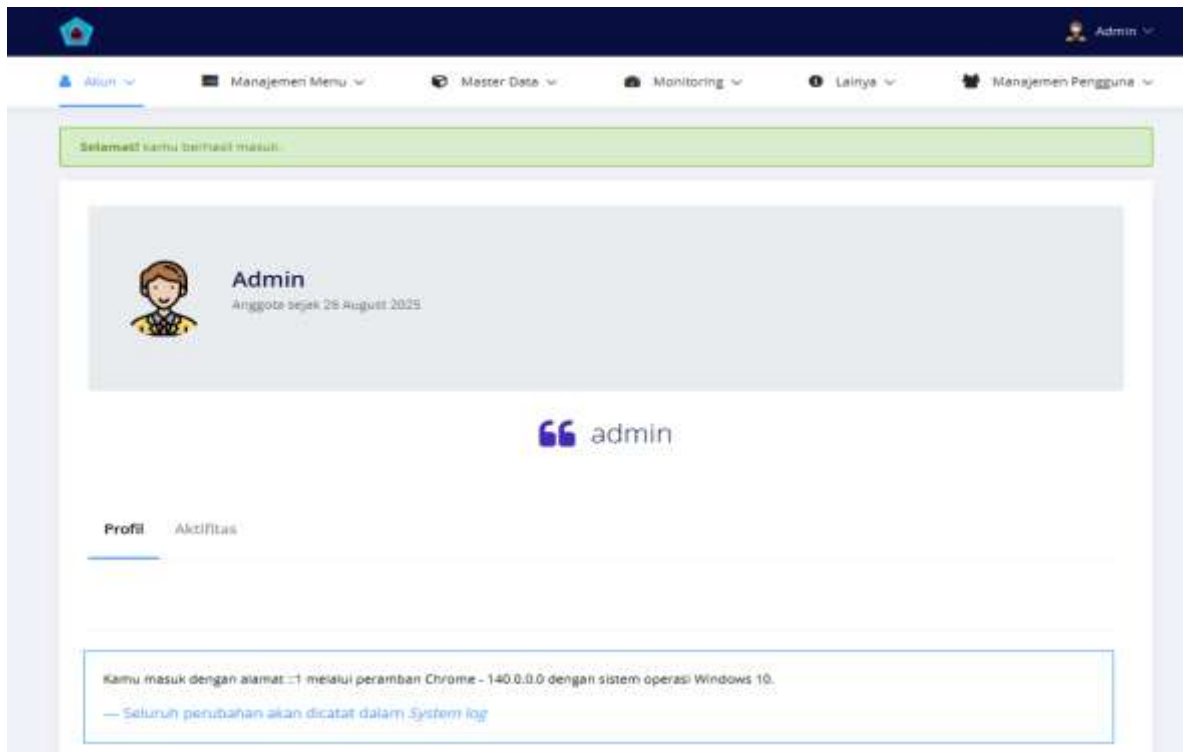 Admin
Akun
Manajemen Menu
Master Data
Monitoring
Lainya
Manajemen Pengguna
Selamat! kamu berhasil masuk.
Admin
Anggota sejak 28 August 2025
admin
Profil
Aktifitas
Kamu masuk dengan alamat ::1 melalui peramban Chrome - 140.0.0.0 dengan sistem operasi Windows 10.
— Seluruh perubahan akan dicatat dalam System log